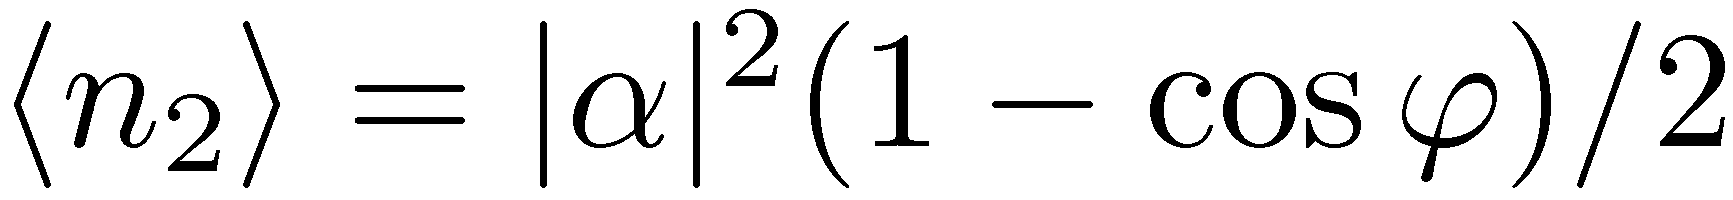 ⟨n₂⟩ = |α|²(1 − cos φ)/2